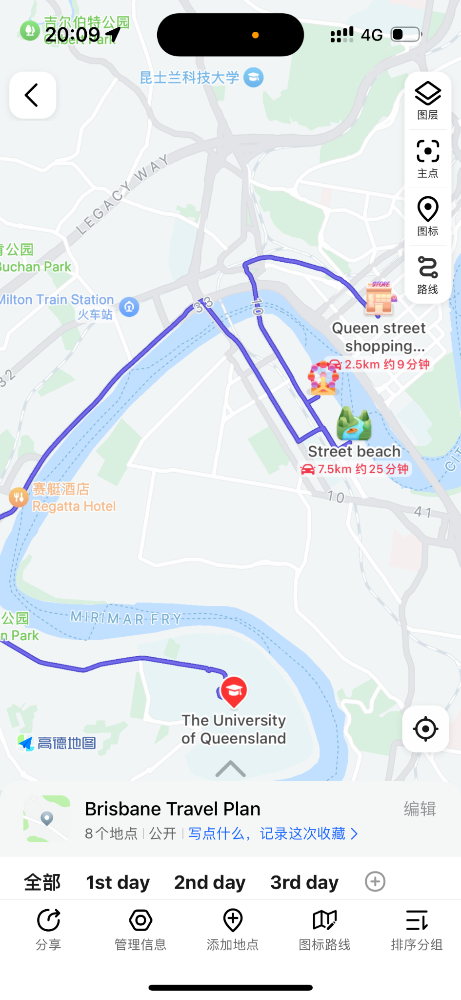 吉尔伯特公园
Gilbert Park
20:09
4G
昆士兰科技大学
图层
主点
图标
路线
LEGACY WAY
肯公园
Buchan Park
Milton Train Station
火车站
33
10
32
STORE
Queen street
shopping...
2.5km 约9分钟
Street beach
7.5km 约25分钟
赛艇酒店
Regatta Hotel
10
41
CIT
公园
n Park
MIRIMAR FRY
The University
of Queensland
高德地图
Brisbane Travel Plan
编辑
8个地点 | 公开 | 写点什么，记录这次收藏 >
全部 1st day 2nd day 3rd day
分享 管理信息 添加地点 图标路线 排序分组